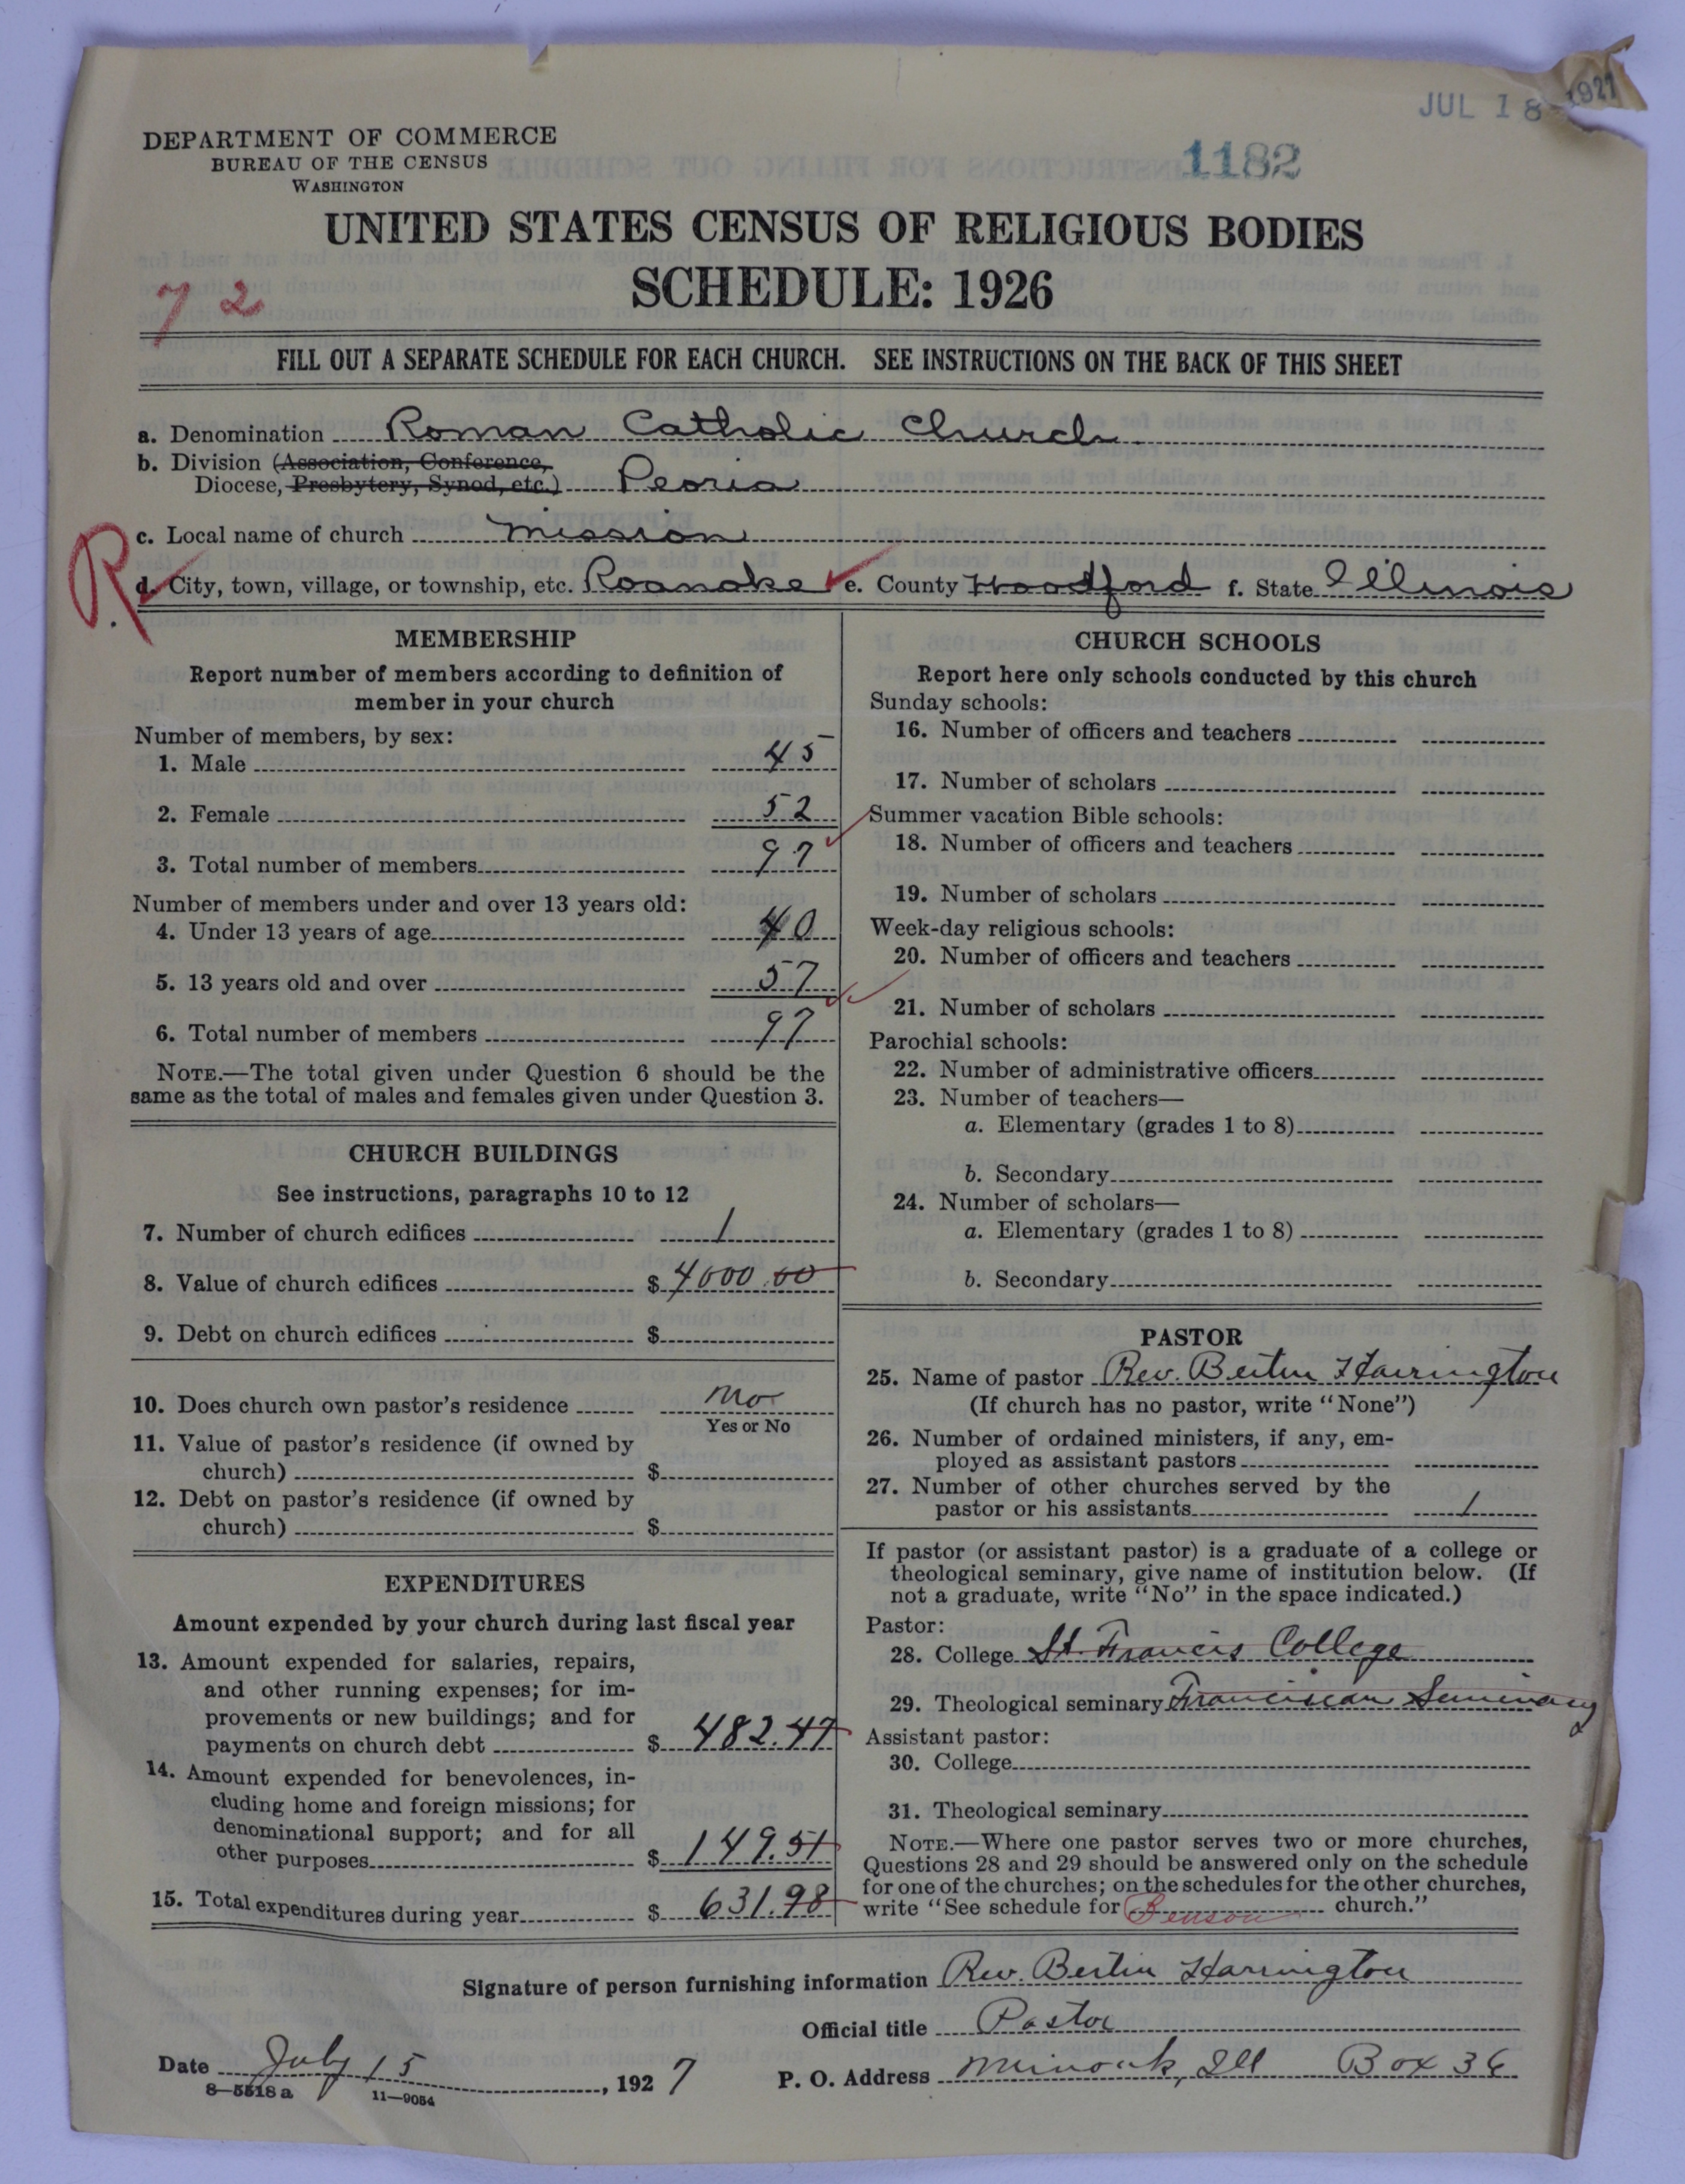 JUL 18 1927
DEPARTMENT OF COMMERCE
BUREAU OF THE CENSUS
WASHINGTON
1182
UNITED STATES CENSUS OF RELIGIOUS BODIES
SCHEDULE: 1926
72
FILL OUT A SEPARATE SCHEDULE FOR EACH CHURCH. SEE INSTRUCTIONS ON THE BACK OF THIS SHEET
a. Denomination Roman Catholic Church
b. Division (Association, Conference,
Diocese, Presbytery, Synod, etc.) Peoria
c. Local name of church Mission
R.
d. City, town, village, or township, etc. Roanoke e. County Woodford f. State Illinois
MEMBERSHIP
Report number of members according to definition of
member in your church
Number of members, by sex:
1. Male 45
2. Female 52
3. Total number of members 97
Number of members under and over 13 years old:
4. Under 13 years of age 40
5. 13 years old and over 57
6. Total number of members 97
NOTE.—The total given under Question 6 should be the
same as the total of males and females given under Question 3.
CHURCH BUILDINGS
See instructions, paragraphs 10 to 12
7. Number of church edifices 1
8. Value of church edifices $ 4000.00
9. Debt on church edifices $
10. Does church own pastor's residence no
Yes or No
11. Value of pastor's residence (if owned by
church) $
12. Debt on pastor's residence (if owned by
church) $
EXPENDITURES
Amount expended by your church during last fiscal year
13. Amount expended for salaries, repairs,
and other running expenses; for im-
provements or new buildings; and for
payments on church debt $ 482.47
14. Amount expended for benevolences, in-
cluding home and foreign missions; for
denominational support; and for all
other purposes $ 149.51
15. Total expenditures during year $ 631.98
CHURCH SCHOOLS
Report here only schools conducted by this church
Sunday schools:
16. Number of officers and teachers
17. Number of scholars
Summer vacation Bible schools:
18. Number of officers and teachers
19. Number of scholars
Week-day religious schools:
20. Number of officers and teachers
21. Number of scholars
Parochial schools:
22. Number of administrative officers
23. Number of teachers—
a. Elementary (grades 1 to 8)
b. Secondary
24. Number of scholars—
a. Elementary (grades 1 to 8)
b. Secondary
PASTOR
25. Name of pastor Rev. Bertin Harrington
(If church has no pastor, write "None")
26. Number of ordained ministers, if any, em-
ployed as assistant pastors
27. Number of other churches served by the
pastor or his assistants 1
If pastor (or assistant pastor) is a graduate of a college or
theological seminary, give name of institution below. (If
not a graduate, write "No" in the space indicated.)
Pastor:
28. College St. Francis College
29. Theological seminary Franciscan Seminary
Assistant pastor:
30. College
31. Theological seminary
NOTE.—Where one pastor serves two or more churches,
Questions 28 and 29 should be answered only on the schedule
for one of the churches; on the schedules for the other churches,
write "See schedule for Benson church."
Signature of person furnishing information Rev. Bertin Harrington
Official title Pastor
Date July 15, 1927 P. O. Address Minonk, Ill Box 36
8—5518 a 11—9054